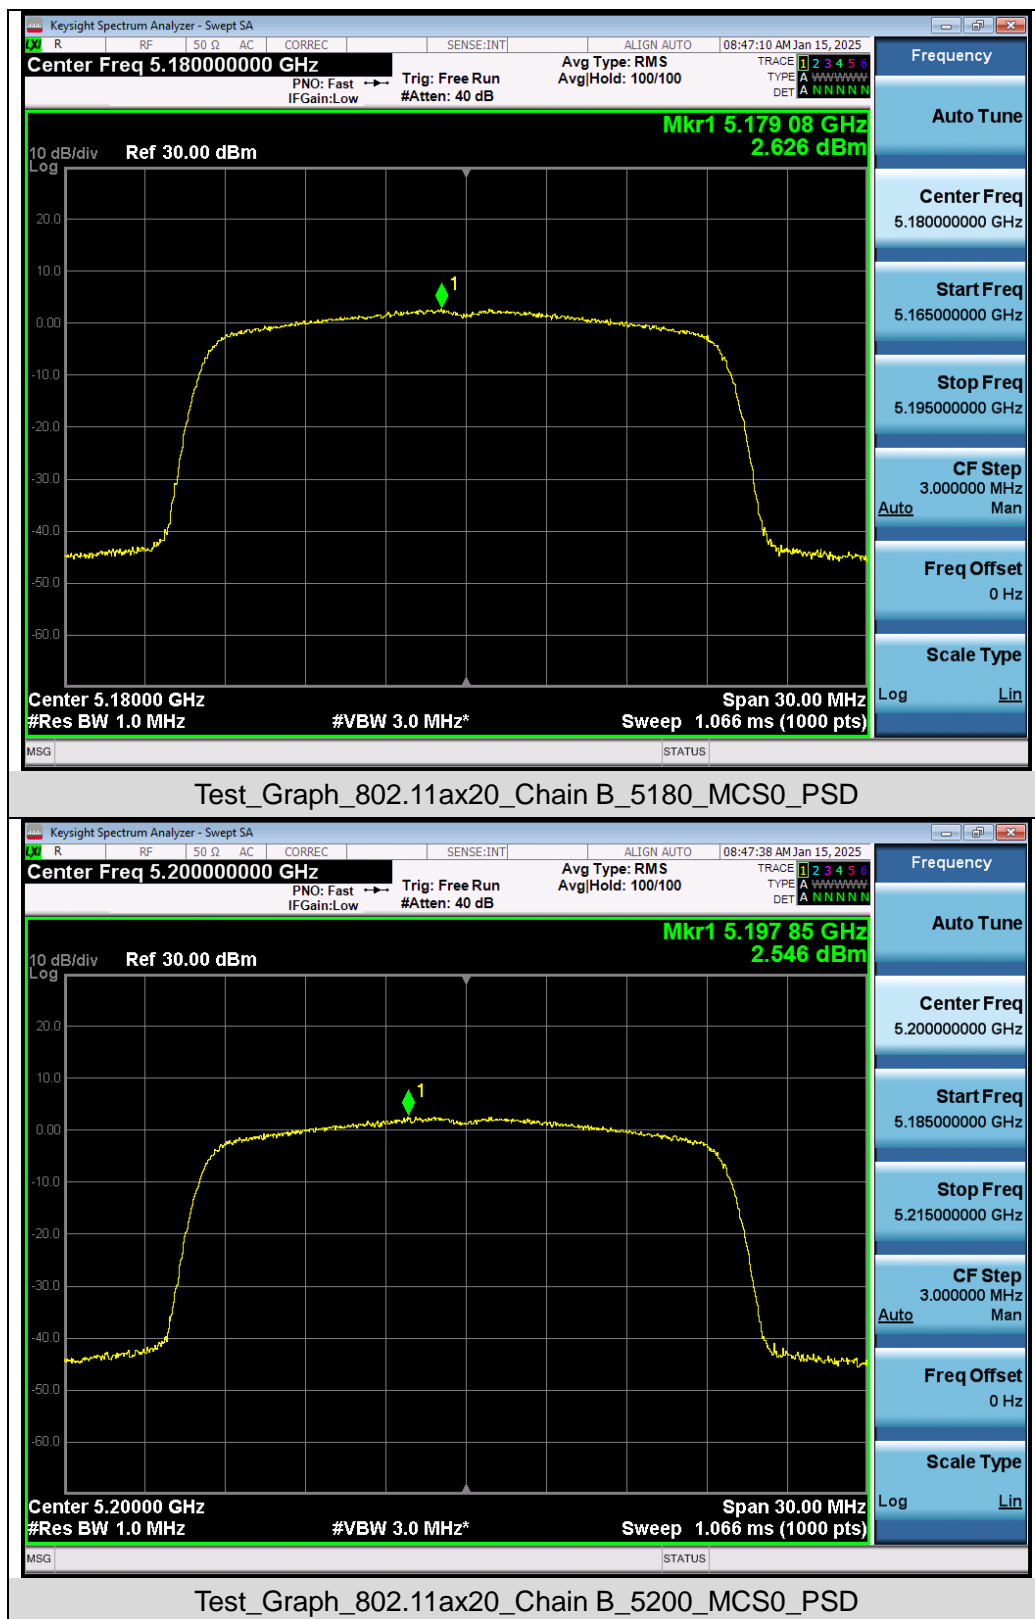 Keysight Spectrum Analyzer - Swept SA
LXI R RF 50 Ω AC CORREC SENSE:INT ALIGN AUTO 08:47:10 AM Jan 15, 2025
Center Freq 5.180000000 GHz
PNO: Fast
IFGain:Low
Trig: Free Run
#Atten: 40 dB
Avg Type: RMS
Avg|Hold: 100/100
TRACE 1 2 3 4 5 6
TYPE A WWWWW
DET A N N N N N
Mkr1 5.179 08 GHz
2.626 dBm
10 dB/div Ref 30.00 dBm
Log
20.0
10.0
0.00
-10.0
-20.0
-30.0
-40.0
-50.0
-60.0
1
Center 5.18000 GHz Span 30.00 MHz
#Res BW 1.0 MHz #VBW 3.0 MHz* Sweep 1.066 ms (1000 pts)
MSG STATUS
Frequency
Auto Tune
Center Freq
5.180000000 GHz
Start Freq
5.165000000 GHz
Stop Freq
5.195000000 GHz
CF Step
3.000000 MHz
Auto Man
Freq Offset
0 Hz
Scale Type
Log Lin
Test_Graph_802.11ax20_Chain B_5180_MCS0_PSD
Keysight Spectrum Analyzer - Swept SA
LXI R RF 50 Ω AC CORREC SENSE:INT ALIGN AUTO 08:47:38 AM Jan 15, 2025
Center Freq 5.200000000 GHz
PNO: Fast
IFGain:Low
Trig: Free Run
#Atten: 40 dB
Avg Type: RMS
Avg|Hold: 100/100
TRACE 1 2 3 4 5 6
TYPE A WWWWW
DET A N N N N N
Mkr1 5.197 85 GHz
2.546 dBm
10 dB/div Ref 30.00 dBm
Log
20.0
10.0
0.00
-10.0
-20.0
-30.0
-40.0
-50.0
-60.0
1
Center 5.20000 GHz Span 30.00 MHz
#Res BW 1.0 MHz #VBW 3.0 MHz* Sweep 1.066 ms (1000 pts)
MSG STATUS
Frequency
Auto Tune
Center Freq
5.200000000 GHz
Start Freq
5.185000000 GHz
Stop Freq
5.215000000 GHz
CF Step
3.000000 MHz
Auto Man
Freq Offset
0 Hz
Scale Type
Log Lin
Test_Graph_802.11ax20_Chain B_5200_MCS0_PSD